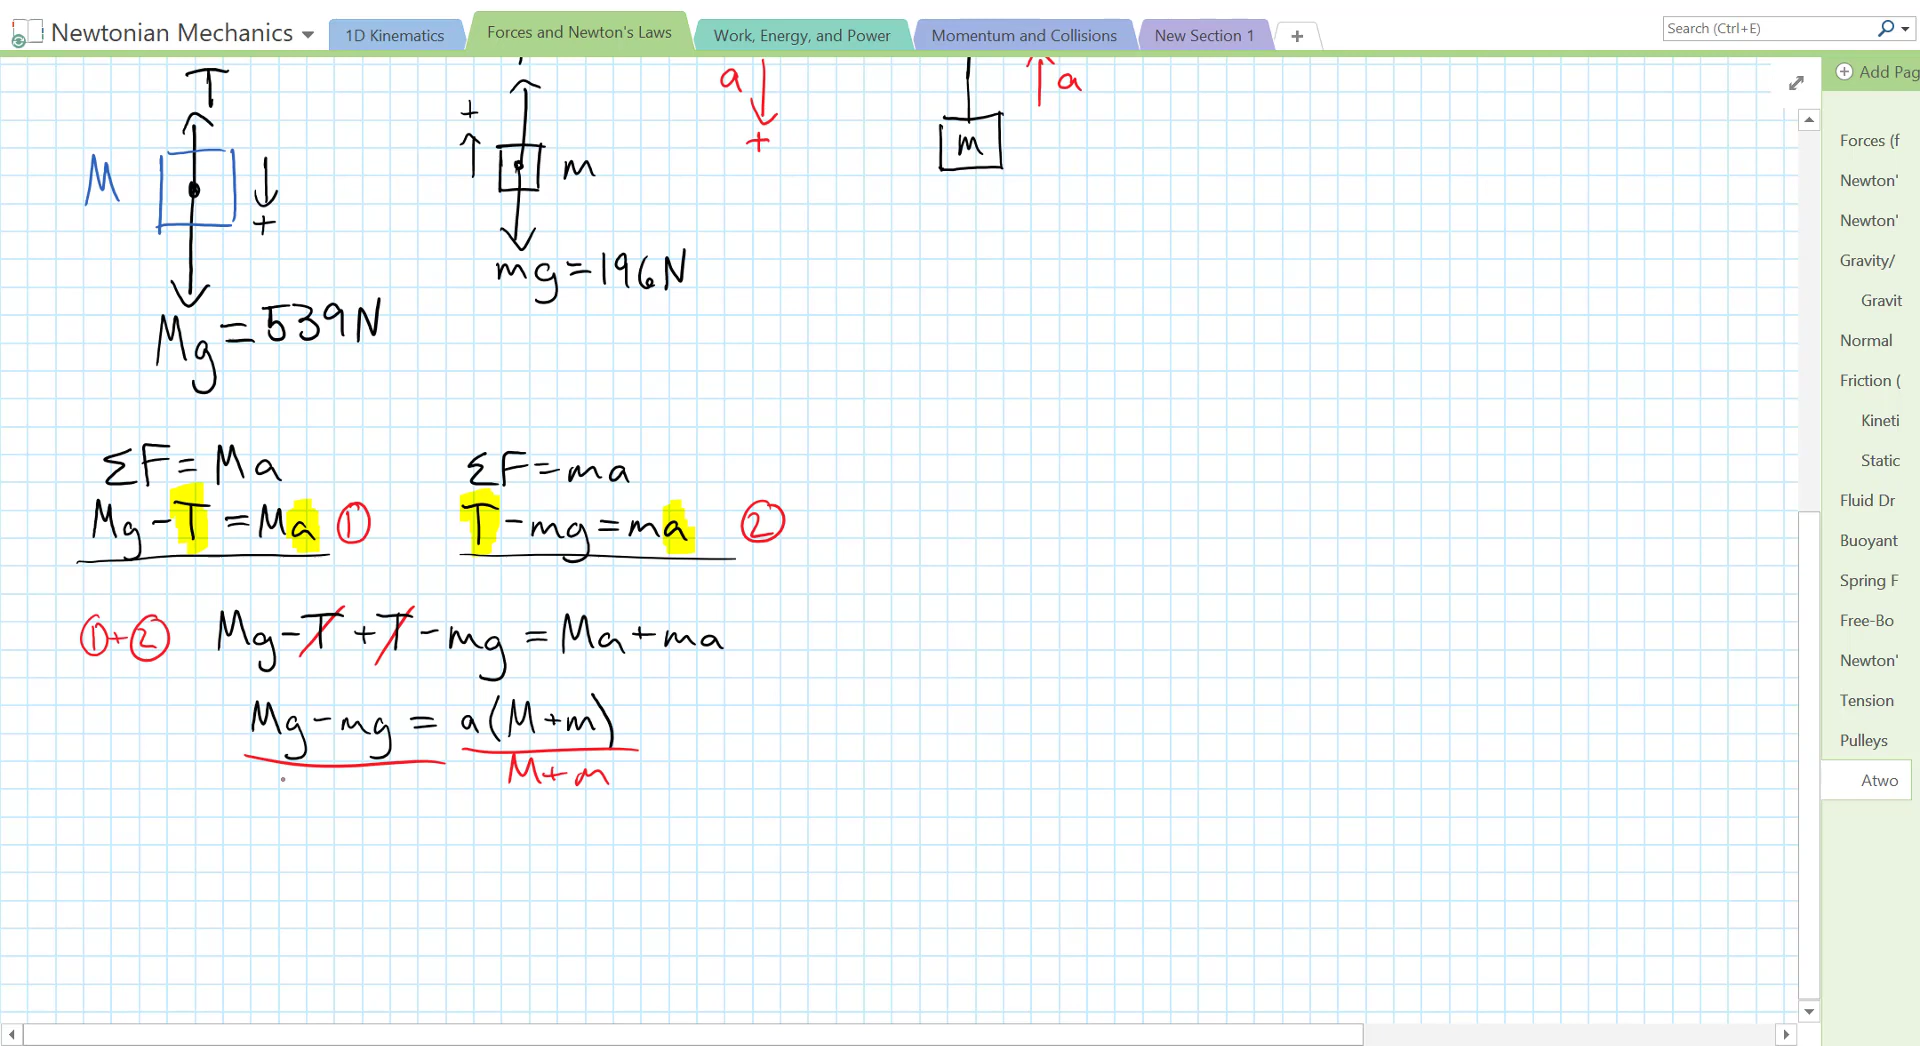 Newtonian Mechanics
1D Kinematics
Forces and Newton's Laws
Work, Energy, and Power
Momentum and Collisions
New Section 1
+
Search (Ctrl+E)
Add Pag
T
+
a
a
M
+
m
+
m
mg=196N
Mg=539N
ΣF=Ma
ΣF=ma
Mg-T=Ma ①
T-mg=ma ②
①+② Mg-T+T-mg=Ma+ma
Mg-mg=a(M+m)
M+m
Forces (f
Newton'
Newton'
Gravity/
Gravit
Normal
Friction (
Kineti
Static
Fluid Dr
Buoyant
Spring F
Free-Bo
Newton'
Tension
Pulleys
Atwo